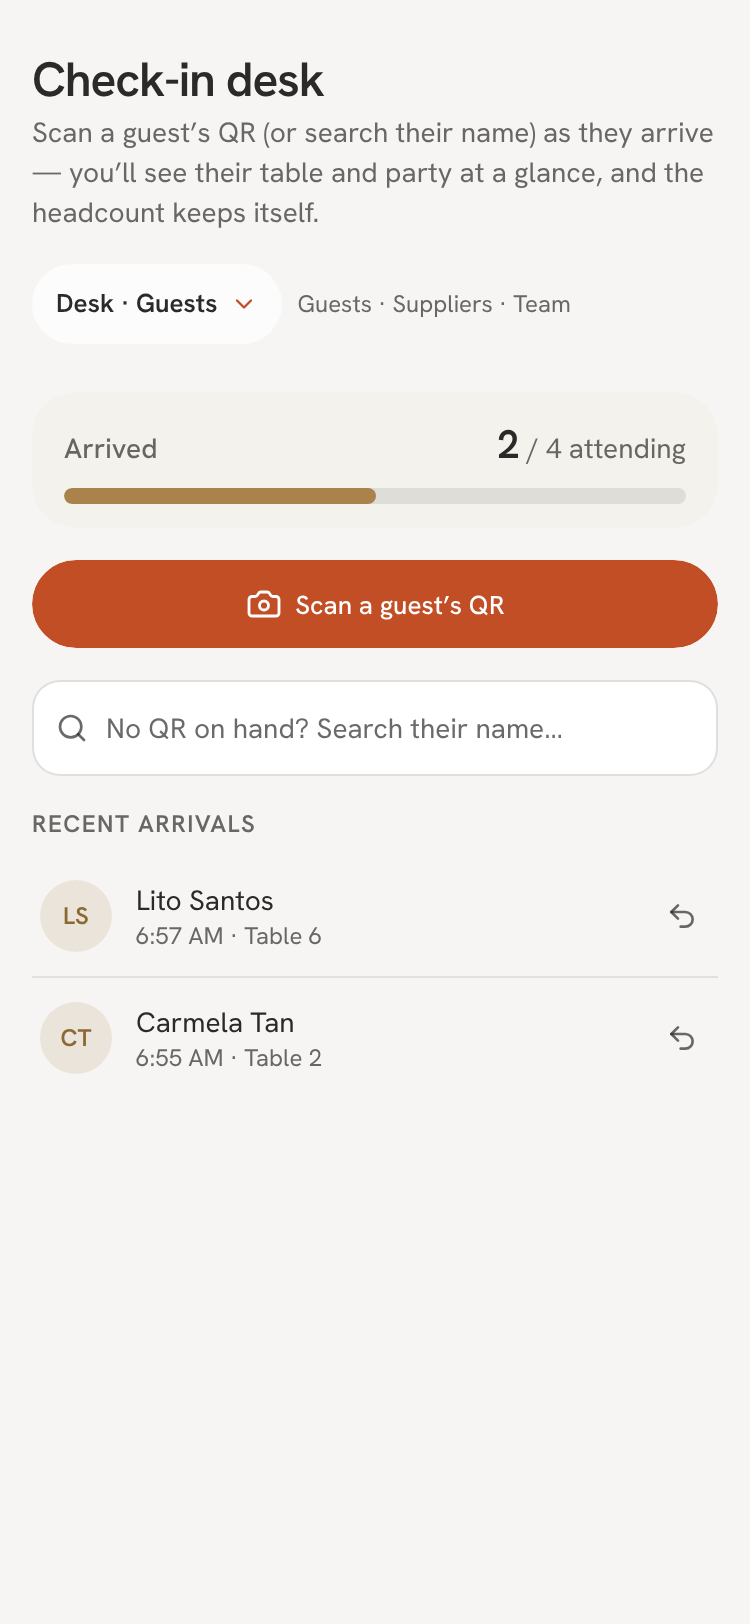 Check-in desk
Scan a guest’s QR (or search their name) as they arrive
— you’ll see their table and party at a glance, and the
headcount keeps itself.
Desk · Guests
Guests · Suppliers · Team
Arrived
2 / 4 attending
Scan a guest’s QR
No QR on hand? Search their name…
RECENT ARRIVALS
LS
Lito Santos
6:57 AM · Table 6
CT
Carmela Tan
6:55 AM · Table 2